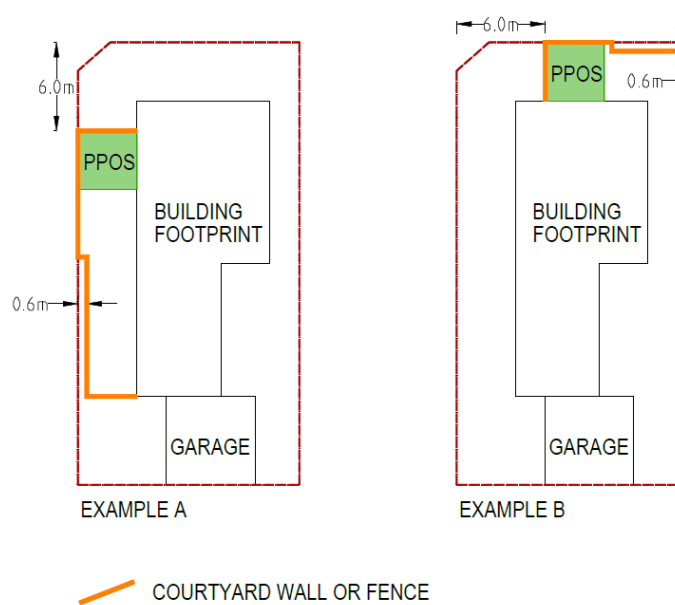 6.0m
PPOS
6.0m
0.6m
PPOS
BUILDING
FOOTPRINT
BUILDING
FOOTPRINT
0.6m
GARAGE
GARAGE
EXAMPLE A
EXAMPLE B
COURTYARD WALL OR FENCE